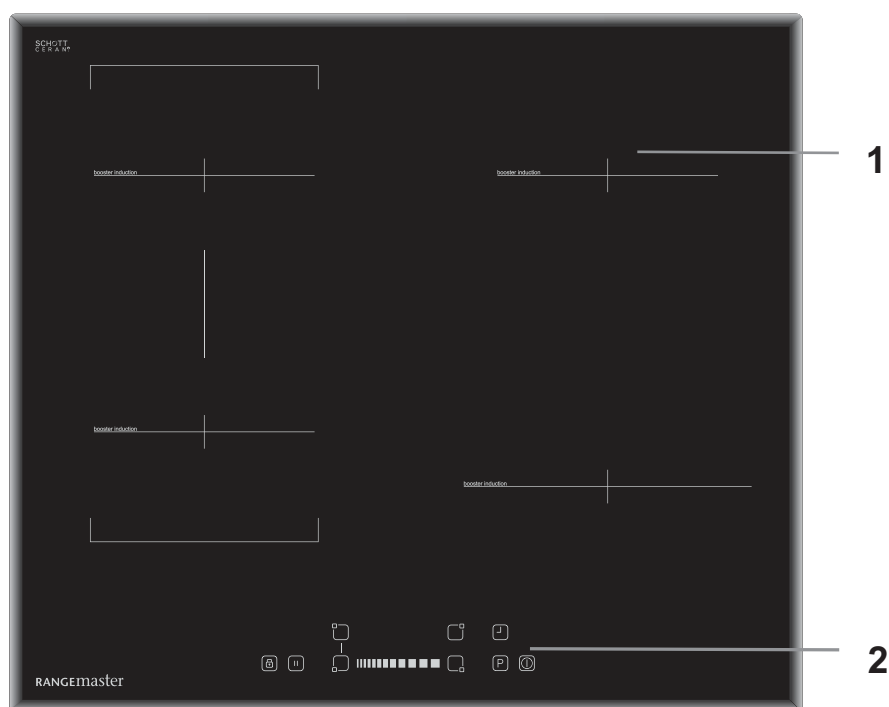 SCHOTT
CERAN®
1
booster induction
booster induction
booster induction
booster induction
P
2
RANGEmaster